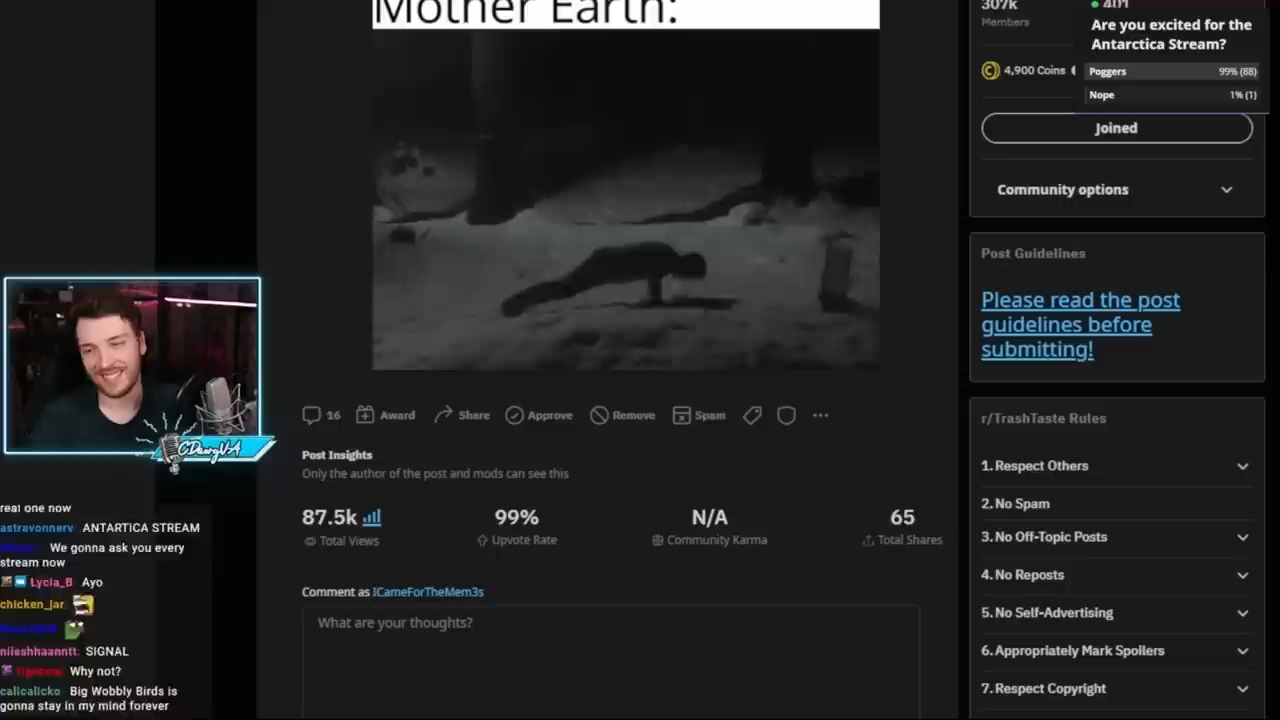 Mother Earth:
307k
401
Members
4,900 Coins
Are you excited for the
Antarctica Stream?
Poggers 99% (88)
Nope 1% (1)
Joined
Community options
Post Guidelines
Please read the post
guidelines before
submitting!
r/TrashTaste Rules
1. Respect Others
2. No Spam
3. No Off-Topic Posts
4. No Reposts
5. No Self-Advertising
6. Appropriately Mark Spoilers
7. Respect Copyright
16 Award Share Approve Remove Spam
Post Insights
Only the author of the post and mods can see this
87.5k 99% N/A 65
Total Views Upvote Rate Community Karma Total Shares
Comment as ICameForTheMem3s
What are your thoughts?
CDawgVA
real one now
astravonnerv ANTARTICA STREAM
We gonna ask you every
stream now
Lycia_B Ayo
chicken_jar
niisshhaanntt: SIGNAL
Why not?
calicalicko: Big Wobbly Birds is
gonna stay in my mind forever